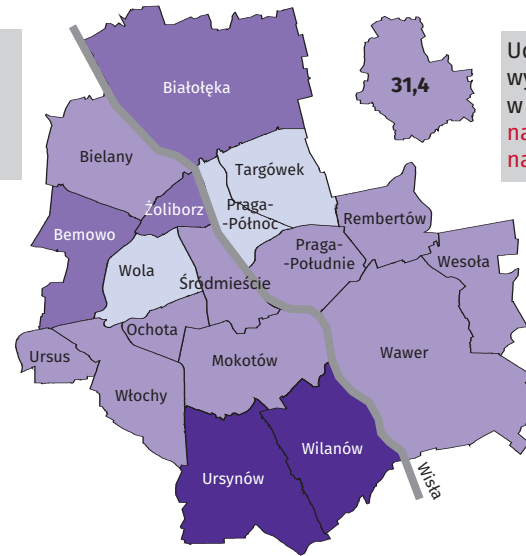 Białołęka
31,4
Bielany
Targówek
Żoliborz
Praga-
-Północ
Rembertów
Bemowo
Praga-
-Południe
Wesoła
Wola
Śródmieście
Ochota
Ursus
Mokotów
Wawer
Włochy
Wilanów
Ursynów
Wisła
w